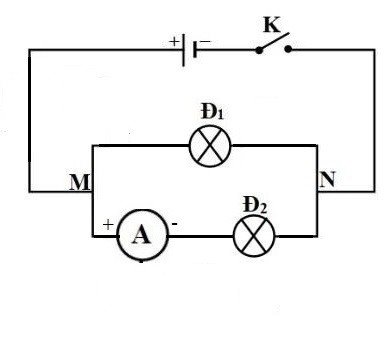 + − K
Đ₁
M N
Đ₂
+ A -